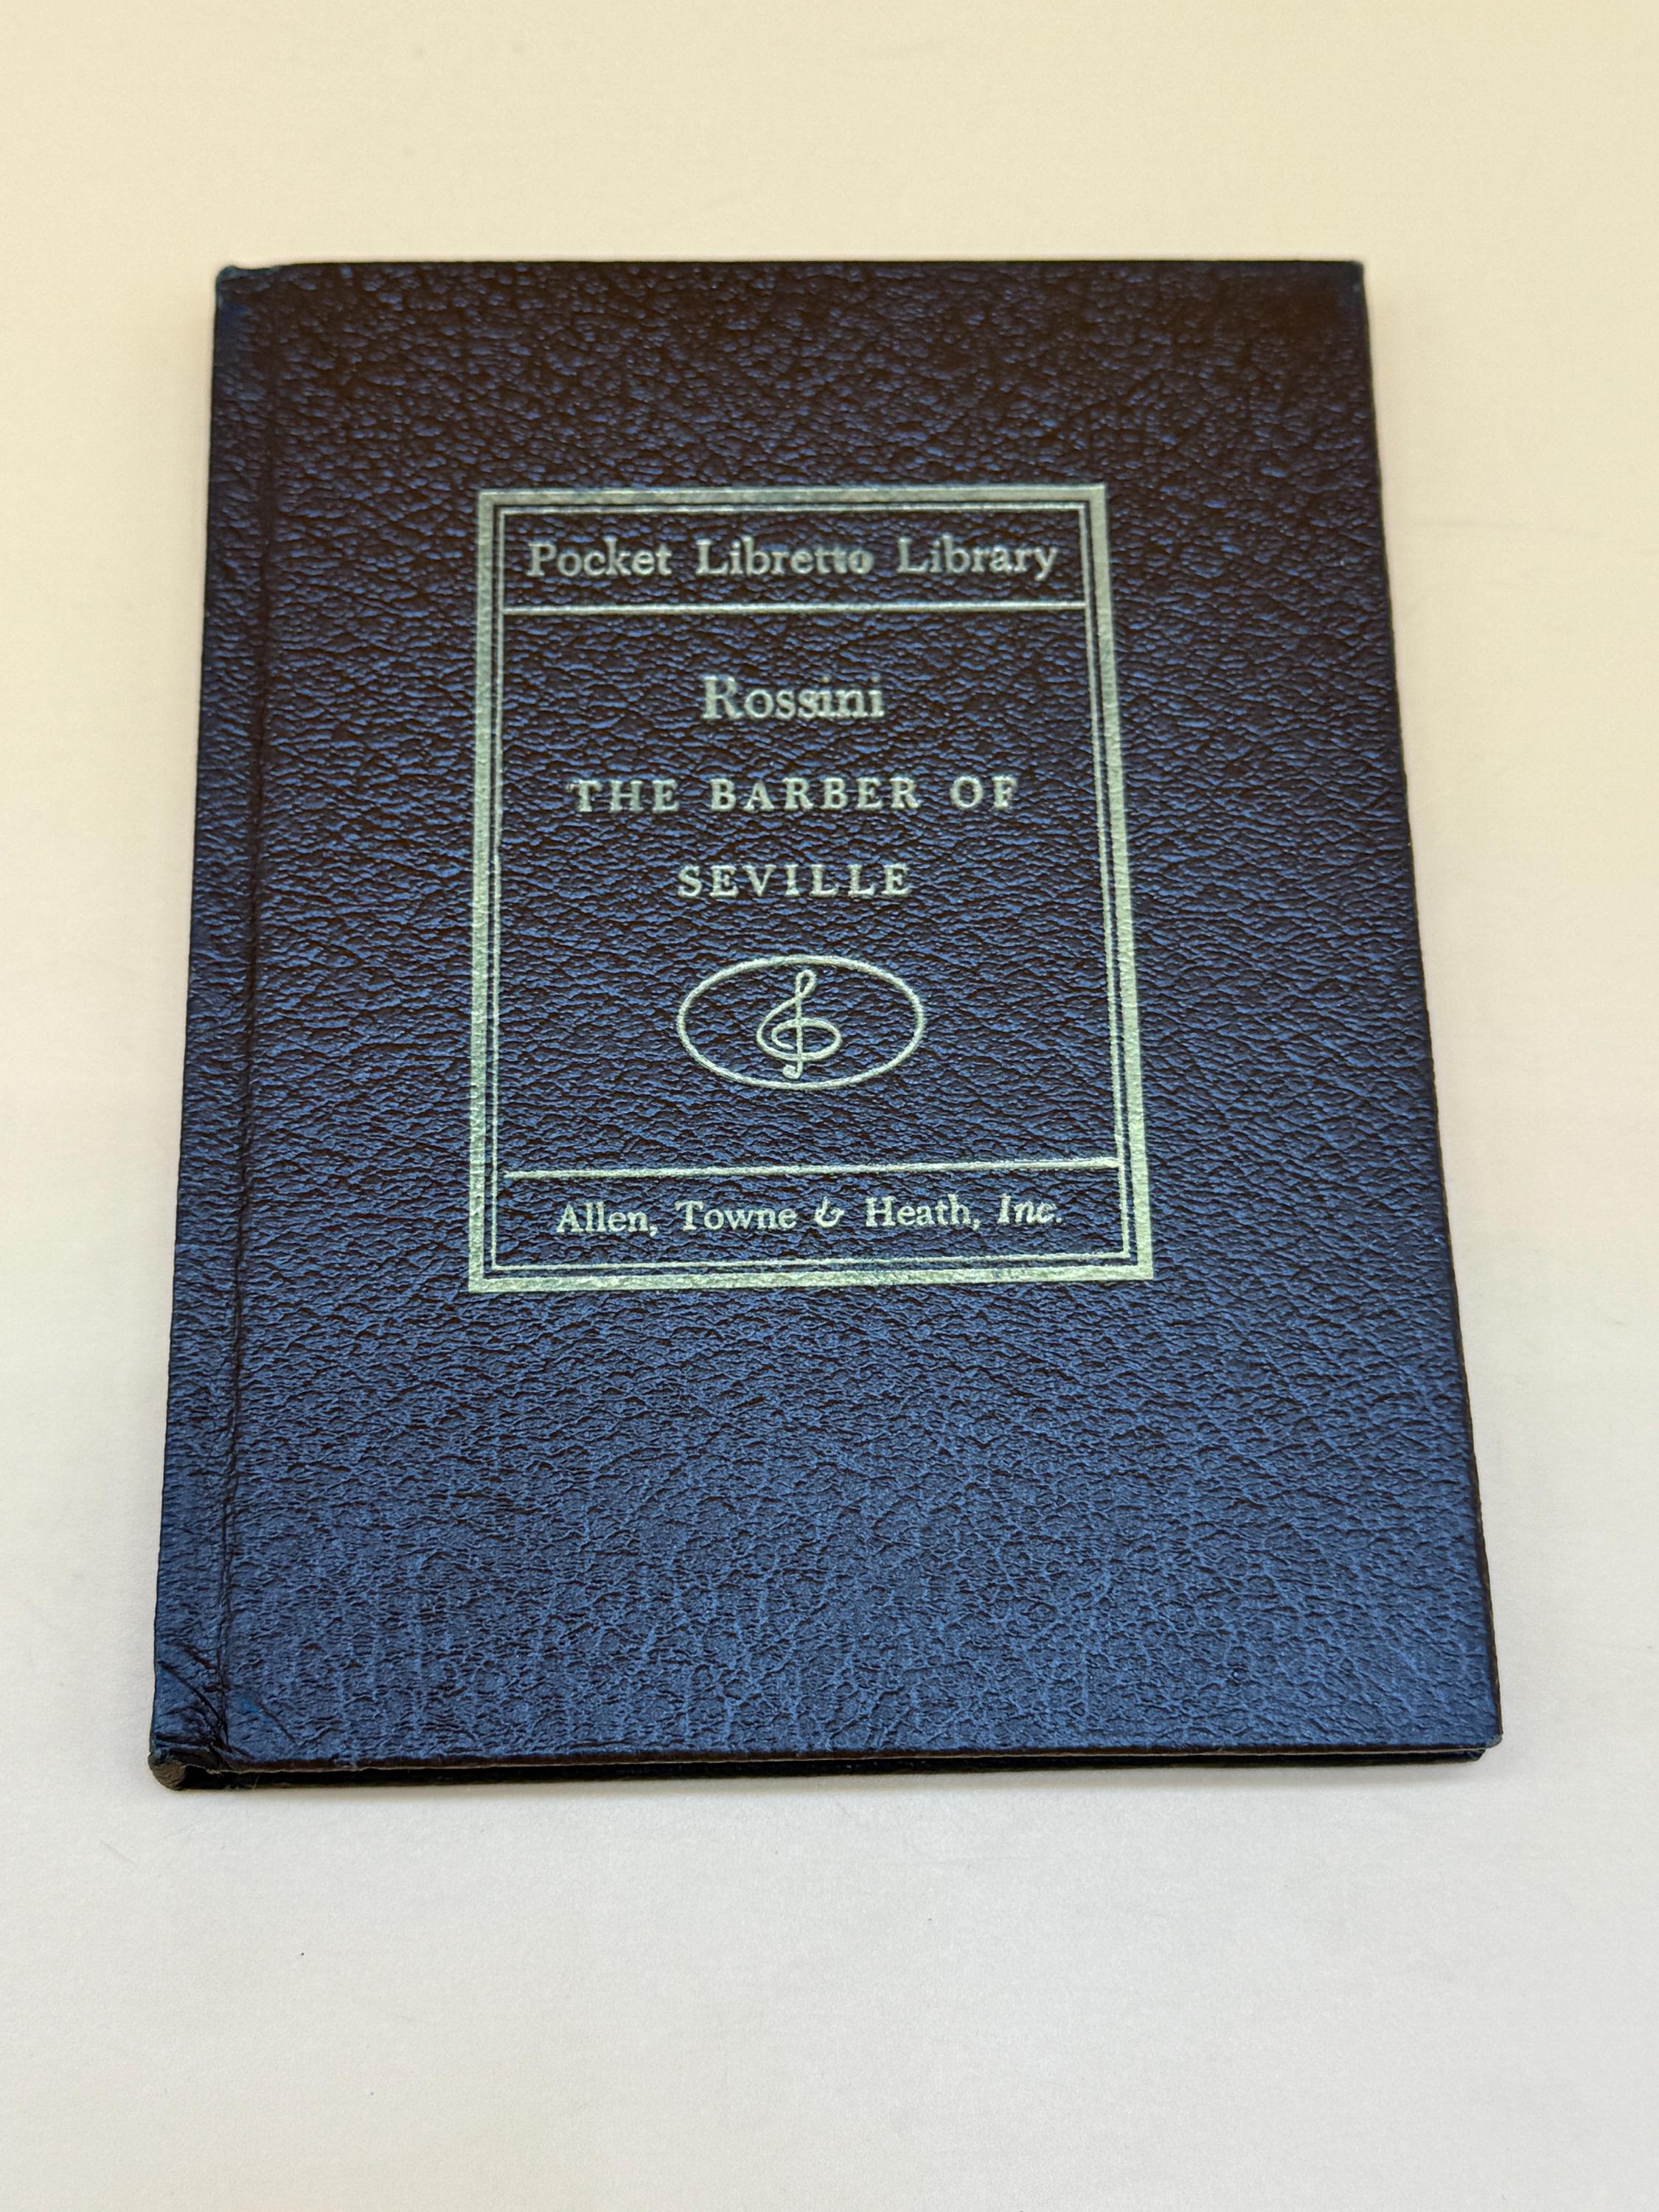 Pocket Libretto Library
Rossini
THE BARBER OF
SEVILLE
Allen, Towne & Heath, Inc.